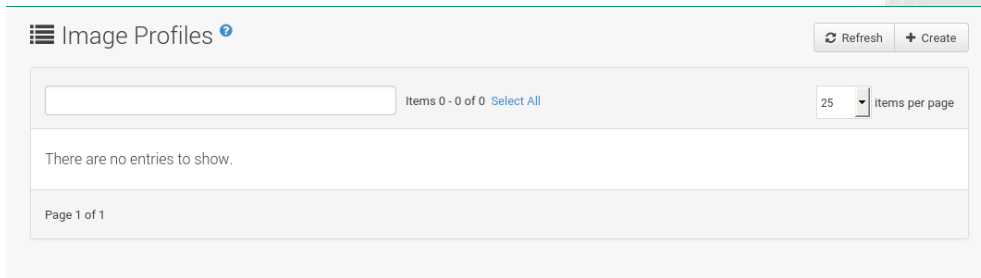 Image Profiles ?
Refresh + Create
Items 0 - 0 of 0 Select All 25 items per page
There are no entries to show.
Page 1 of 1